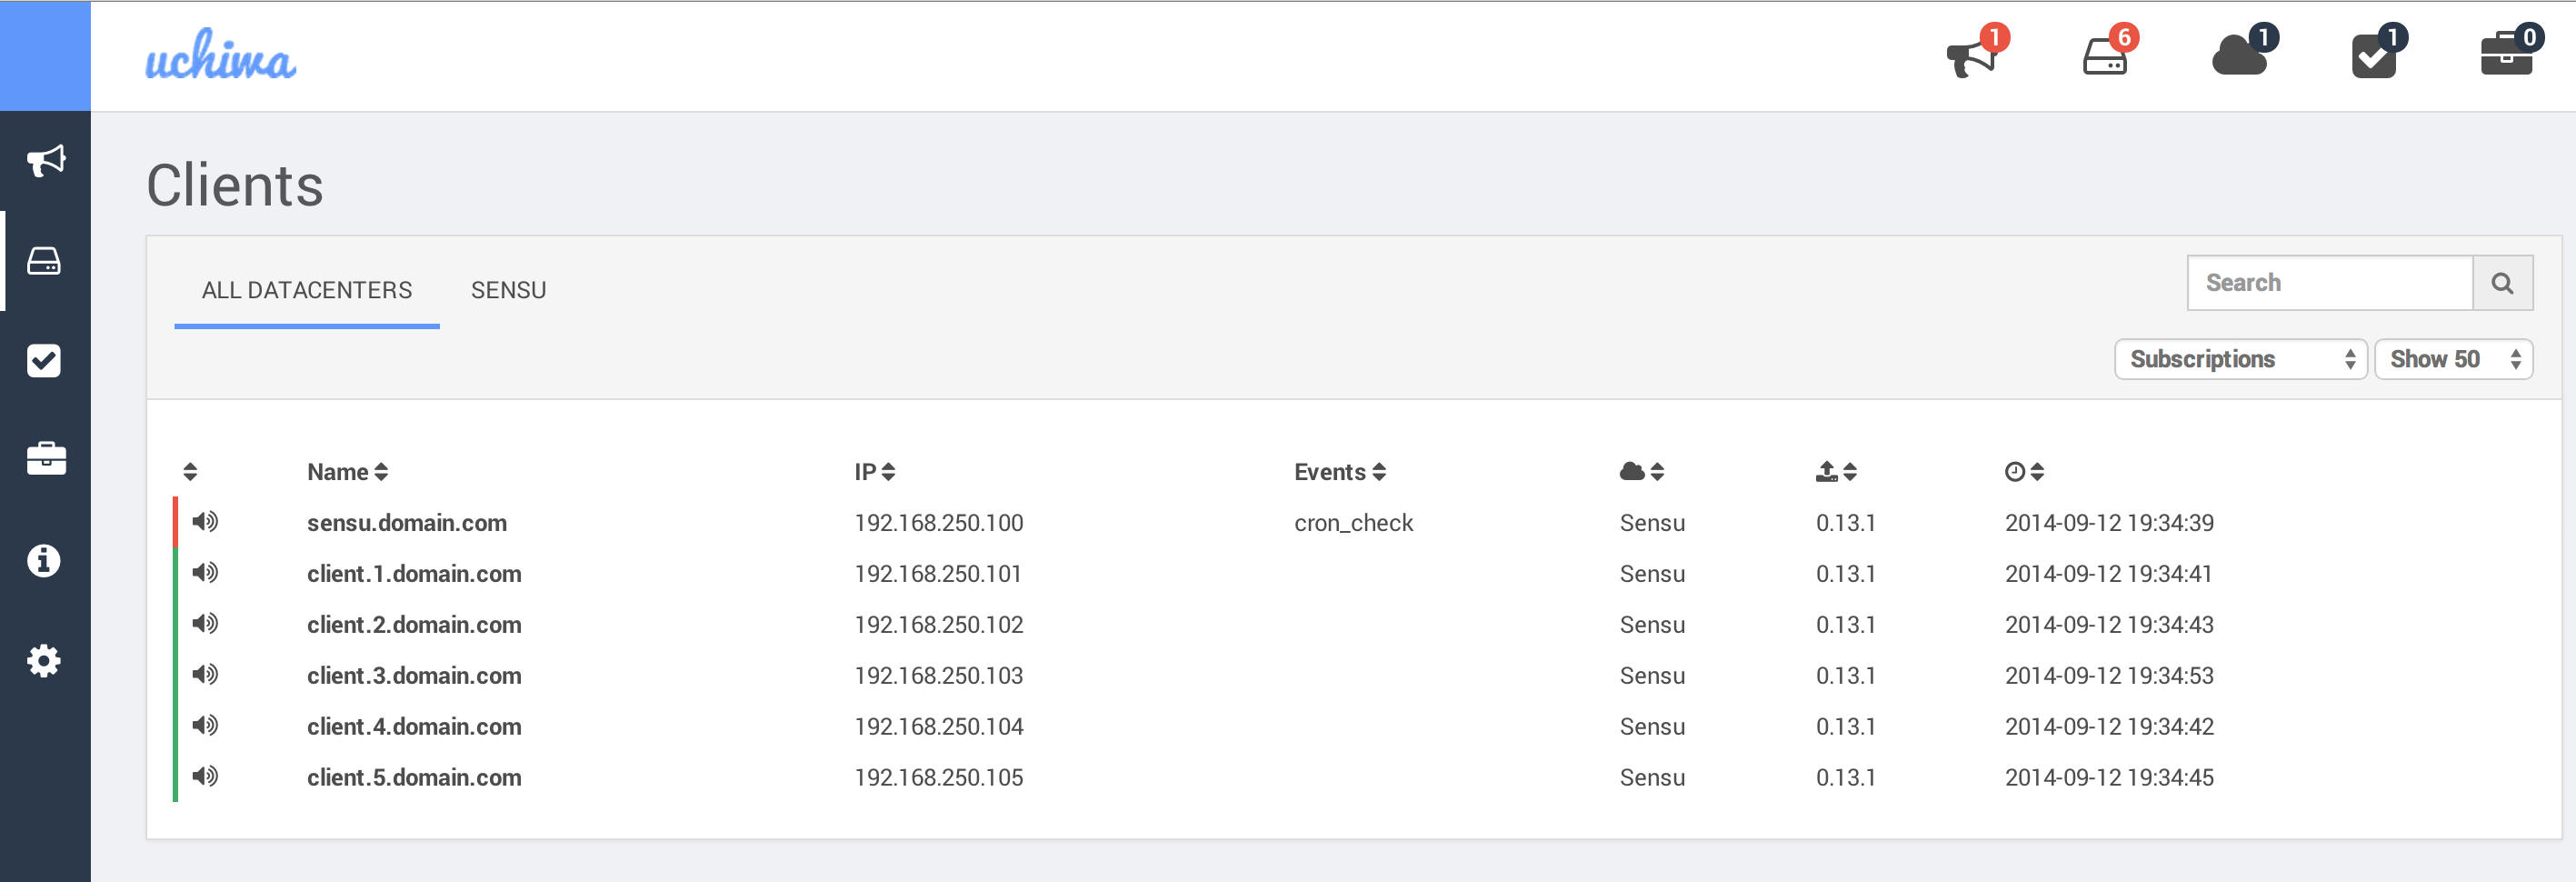 uchiwa 1 6 1 1 0
Clients
ALL DATACENTERS SENSU Search
Subscriptions Show 50
Name IP Events
sensu.domain.com 192.168.250.100 cron_check Sensu 0.13.1 2014-09-12 19:34:39
client.1.domain.com 192.168.250.101 Sensu 0.13.1 2014-09-12 19:34:41
client.2.domain.com 192.168.250.102 Sensu 0.13.1 2014-09-12 19:34:43
client.3.domain.com 192.168.250.103 Sensu 0.13.1 2014-09-12 19:34:53
client.4.domain.com 192.168.250.104 Sensu 0.13.1 2014-09-12 19:34:42
client.5.domain.com 192.168.250.105 Sensu 0.13.1 2014-09-12 19:34:45